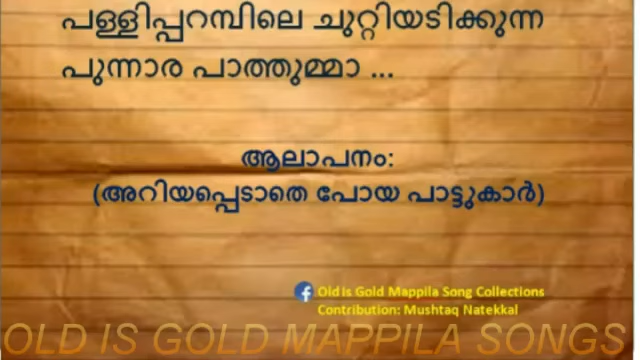 പള്ളിപ്പറമ്പിലെ ചുറ്റിയടിക്കുന്ന
പുന്നാര പാത്തുമ്മാ ...
ആലാപനം:
(അറിയപ്പെടാതെ പോയ പാട്ടുകാർ)
Old is Gold Mappila Song Collections
Contribution: Mushtaq Natekkal
OLD IS GOLD MAPPILA SONGS